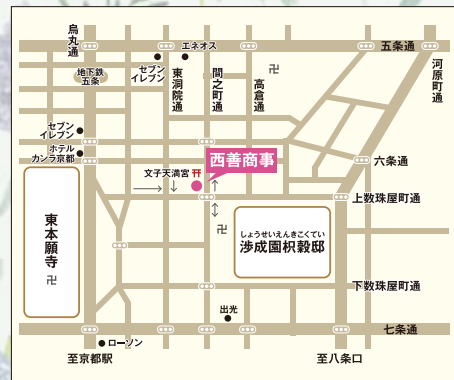 烏丸通
エネオス
五条通
セブン
イレブン
地下鉄
五条
東洞院通
間之町通
高倉通
河原町通
セブン
イレブン
ホテル
カンラ京都
西善商事
六条通
文子天満宮
上数珠屋町通
東本願寺
しょうせいえんきこくてい
渉成園枳殻邸
下数珠屋町通
出光
七条通
ローソン
至京都駅
至八条口